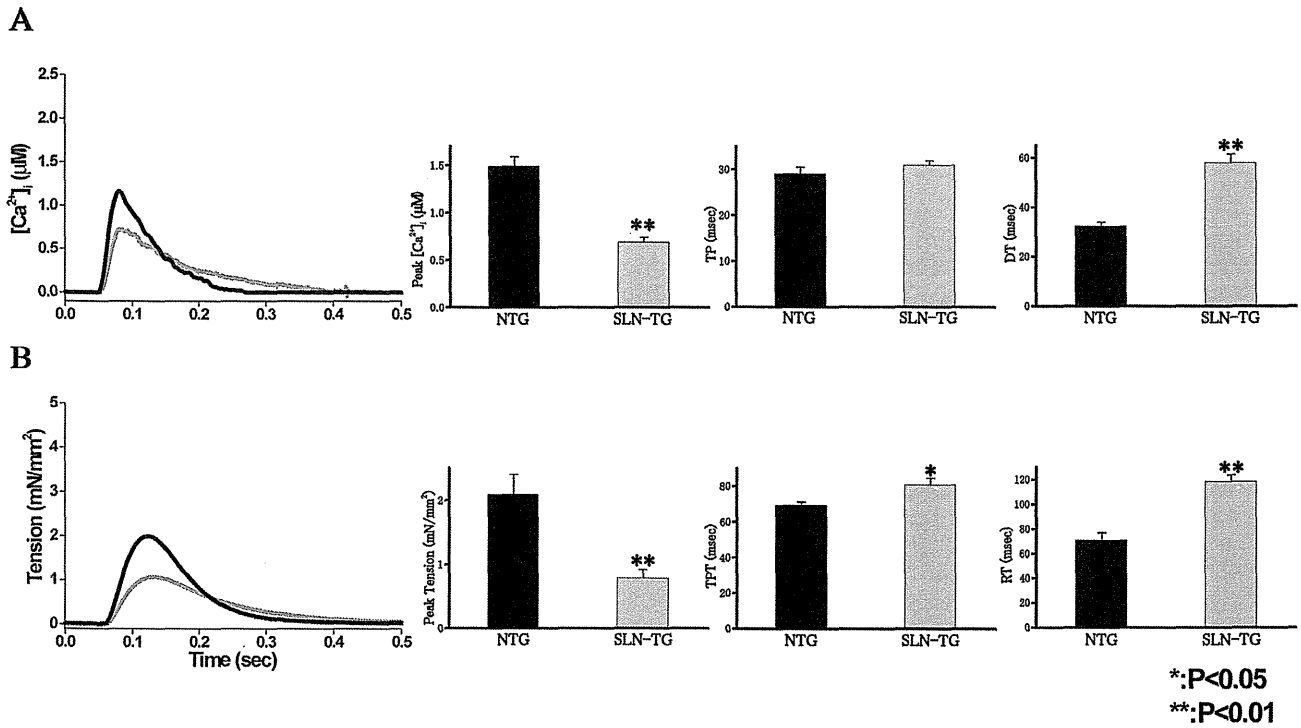 A
[Ca²⁺]ᵢ (μM)
2.5
2.0
1.5
1.0
0.5
0.0
0.0 0.1 0.2 0.3 0.4 0.5
Peak [Ca²⁺]ᵢ (μM)
1.5
1.0
0.5
0.0
**
NTG SLN-TG
TP (msec)
30
20
10
0
NTG SLN-TG
DT (msec)
60
40
20
0
**
NTG SLN-TG
B
Tension (mN/mm²)
5
4
3
2
1
0
0.0 0.1 0.2 0.3 0.4 0.5
Time (sec)
Peak Tension (mN/mm²)
2
1
0
**
NTG SLN-TG
TPT (msec)
80
60
40
20
0
*
NTG SLN-TG
RT (msec)
120
100
80
60
40
20
0
**
NTG SLN-TG
*:P<0.05
**:P<0.01